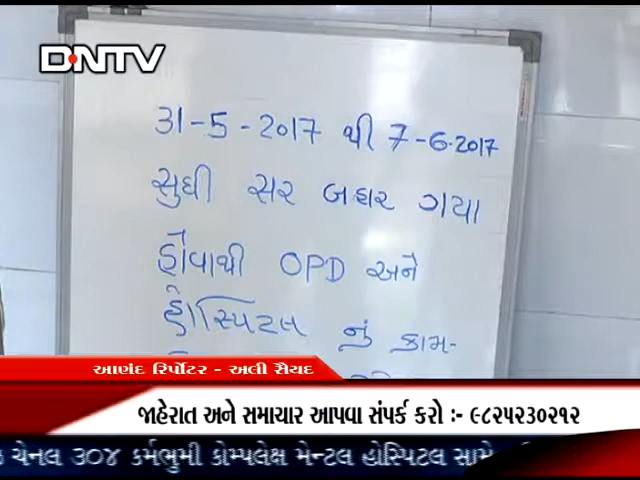 DNTV
31-5-2017 થી 7-6-2017
સુધી સર બહાર ગયા
હોવાથી OPD અને
હોસ્પિટલ નું કામ-
આણંદ રિર્પોટર - અલી સૈયદ
જાહેરાત અને સમાચાર આપવા સંપર્ક કરો :- ૯૮૨૫૨૩૦૨૧૨
ચેનલ ૩૦૪ કર્મભુમી કોમ્પલેક્ષ મેન્ટલ હોસ્પિટલ સામે